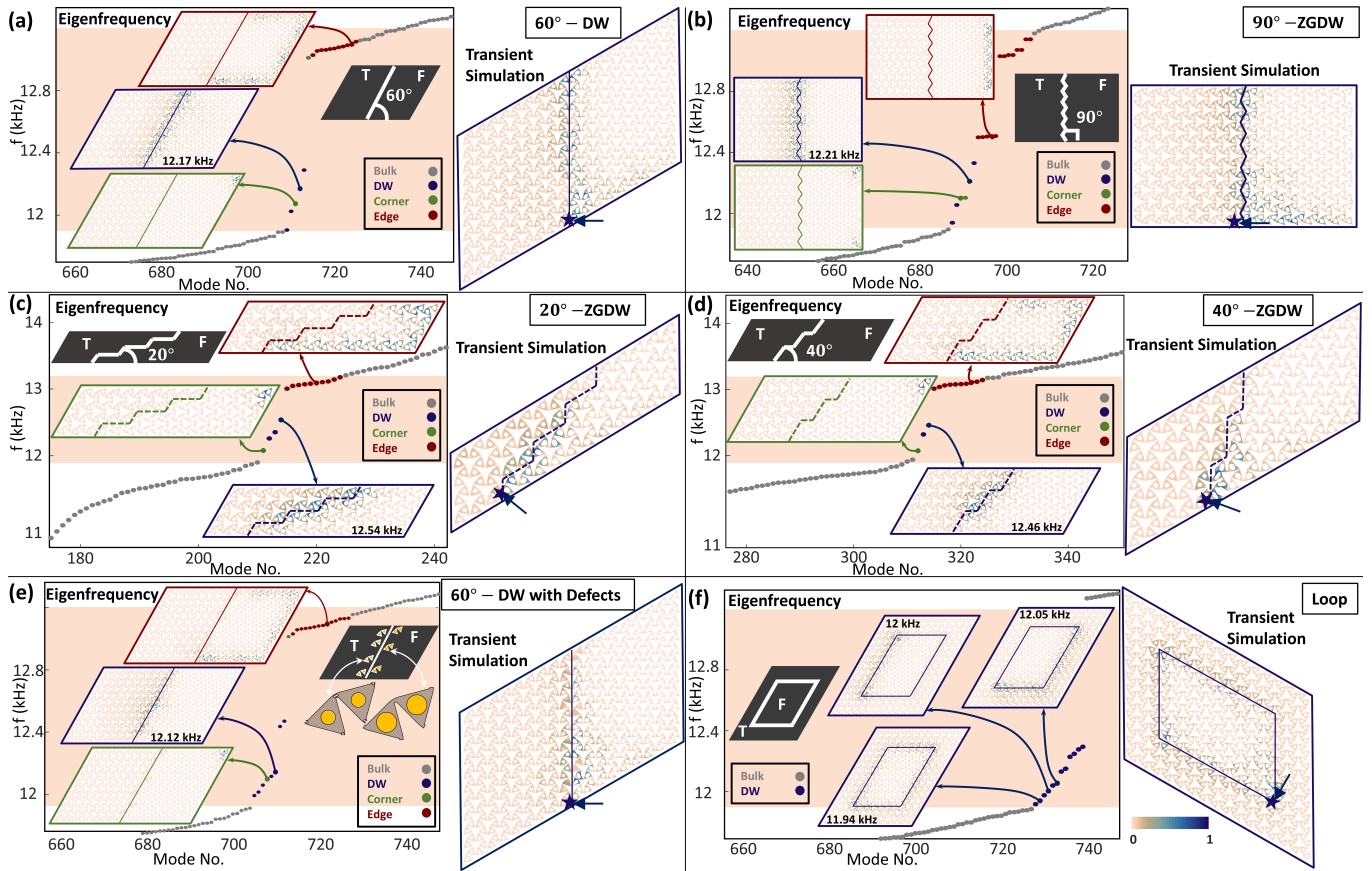 (a)
Eigenfrequency
60° − DW
Transient
Simulation
T
F
60°
12.8
12.4
12
f (kHz)
12.17 kHz
Bulk
DW
Corner
Edge
660
680
700
720
740
Mode No.
(b)
Eigenfrequency
90° −ZGDW
Transient Simulation
T
F
90°
12.8
12.4
12
f (kHz)
12.21 kHz
Bulk
DW
Corner
Edge
640
660
680
700
720
Mode No.
(c)
Eigenfrequency
20° −ZGDW
Transient Simulation
T
F
20°
14
13
12
11
f (kHz)
Bulk
DW
Corner
Edge
12.54 kHz
180
200
220
240
Mode No.
(d)
Eigenfrequency
40° −ZGDW
Transient Simulation
T
F
40°
14
13
12
11
f (kHz)
Bulk
DW
Corner
Edge
12.46 kHz
280
300
320
340
Mode No.
(e)
Eigenfrequency
60° − DW with Defects
Transient
Simulation
T
F
12.8
12.4
12
f (kHz)
12.12 kHz
Bulk
DW
Corner
Edge
660
680
700
720
740
Mode No.
(f)
Eigenfrequency
Loop
Transient
Simulation
12 kHz
12.05 kHz
12.8
12.4
12
f (kHz)
F
T
Bulk
DW
11.94 kHz
0
1
660
680
700
720
740
Mode No.